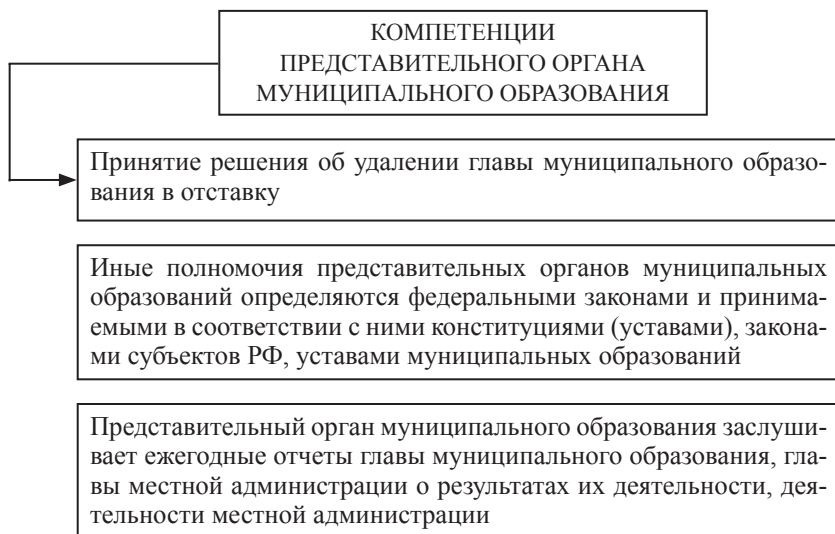 КОМПЕТЕНЦИИ
ПРЕДСТАВИТЕЛЬНОГО ОРГАНА
МУНИЦИПАЛЬНОГО ОБРАЗОВАНИЯ
Принятие решения об удалении главы муниципального образо-
вания в отставку
Иные полномочия представительных органов муниципальных
образований определяются федеральными законами и принима-
емыми в соответствии с ними конституциями (уставами), закона-
ми субъектов РФ, уставами муниципальных образований
Представительный орган муниципального образования заслуши-
вает ежегодные отчеты главы муниципального образования, гла-
вы местной администрации о результатах их деятельности, дея-
тельности местной администрации